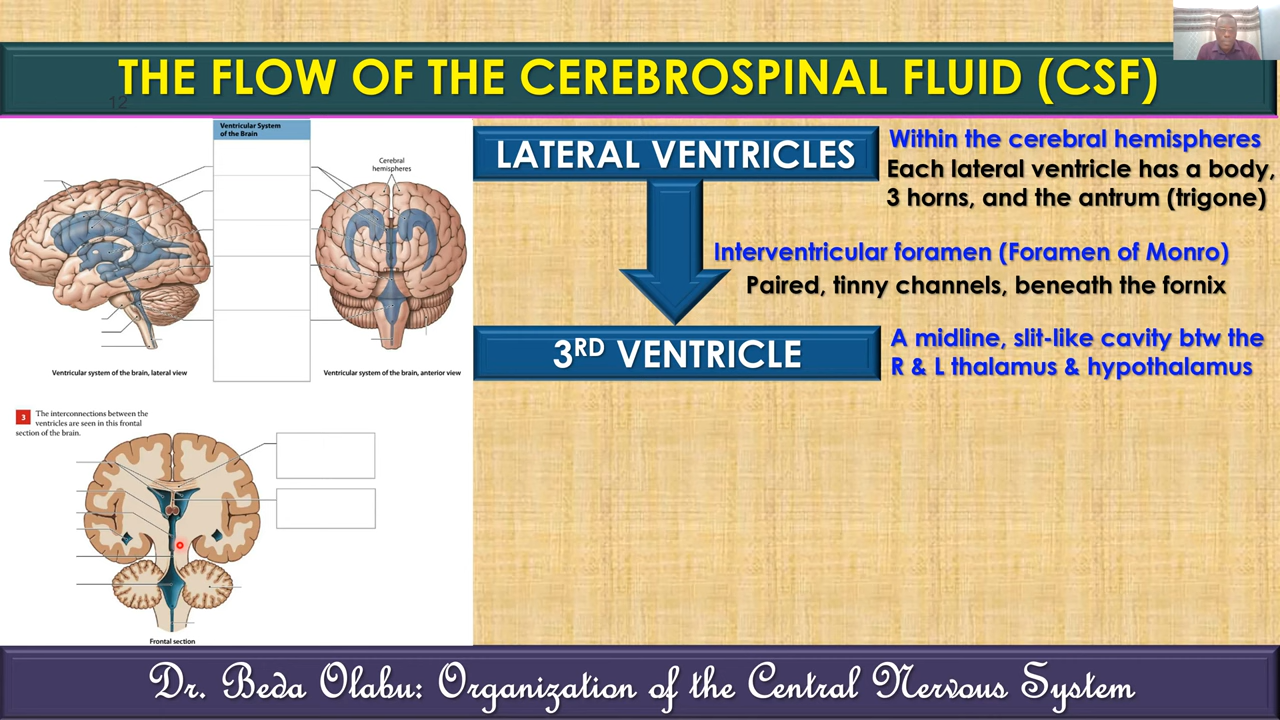 THE FLOW OF THE CEREBROSPINAL FLUID (CSF)
12
Ventricular System
of the Brain
Cerebral
hemispheres
Ventricular system of the brain, lateral view
Ventricular system of the brain, anterior view
3 The interconnections between the
ventricles are seen in this frontal
section of the brain.
Frontal section
LATERAL VENTRICLES
Within the cerebral hemispheres
Each lateral ventricle has a body,
3 horns, and the antrum (trigone)
Interventricular foramen (Foramen of Monro)
Paired, tinny channels, beneath the fornix
3RD VENTRICLE
A midline, slit-like cavity btw the
R & L thalamus & hypothalamus
Dr. Beda Olabu: Organization of the Central Nervous System